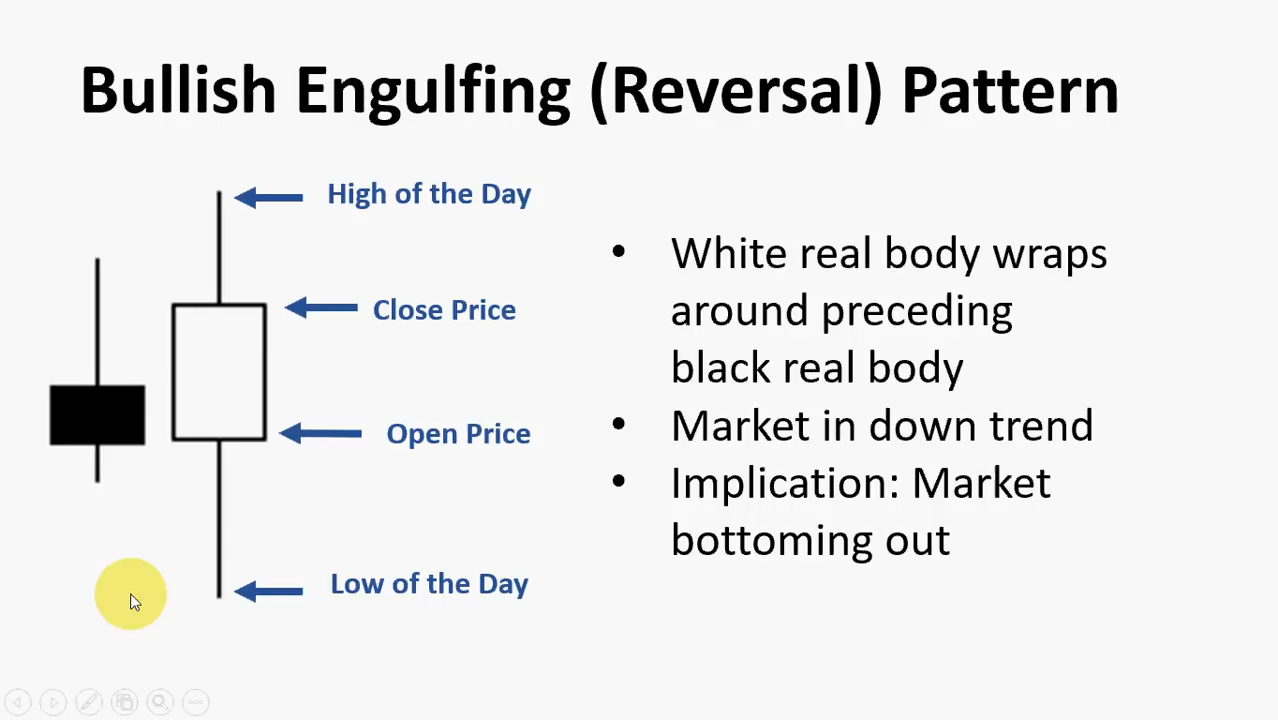 Bullish Engulfing (Reversal) Pattern
High of the Day
Close Price
Open Price
Low of the Day
• White real body wraps
around preceding
black real body
• Market in down trend
• Implication: Market
bottoming out